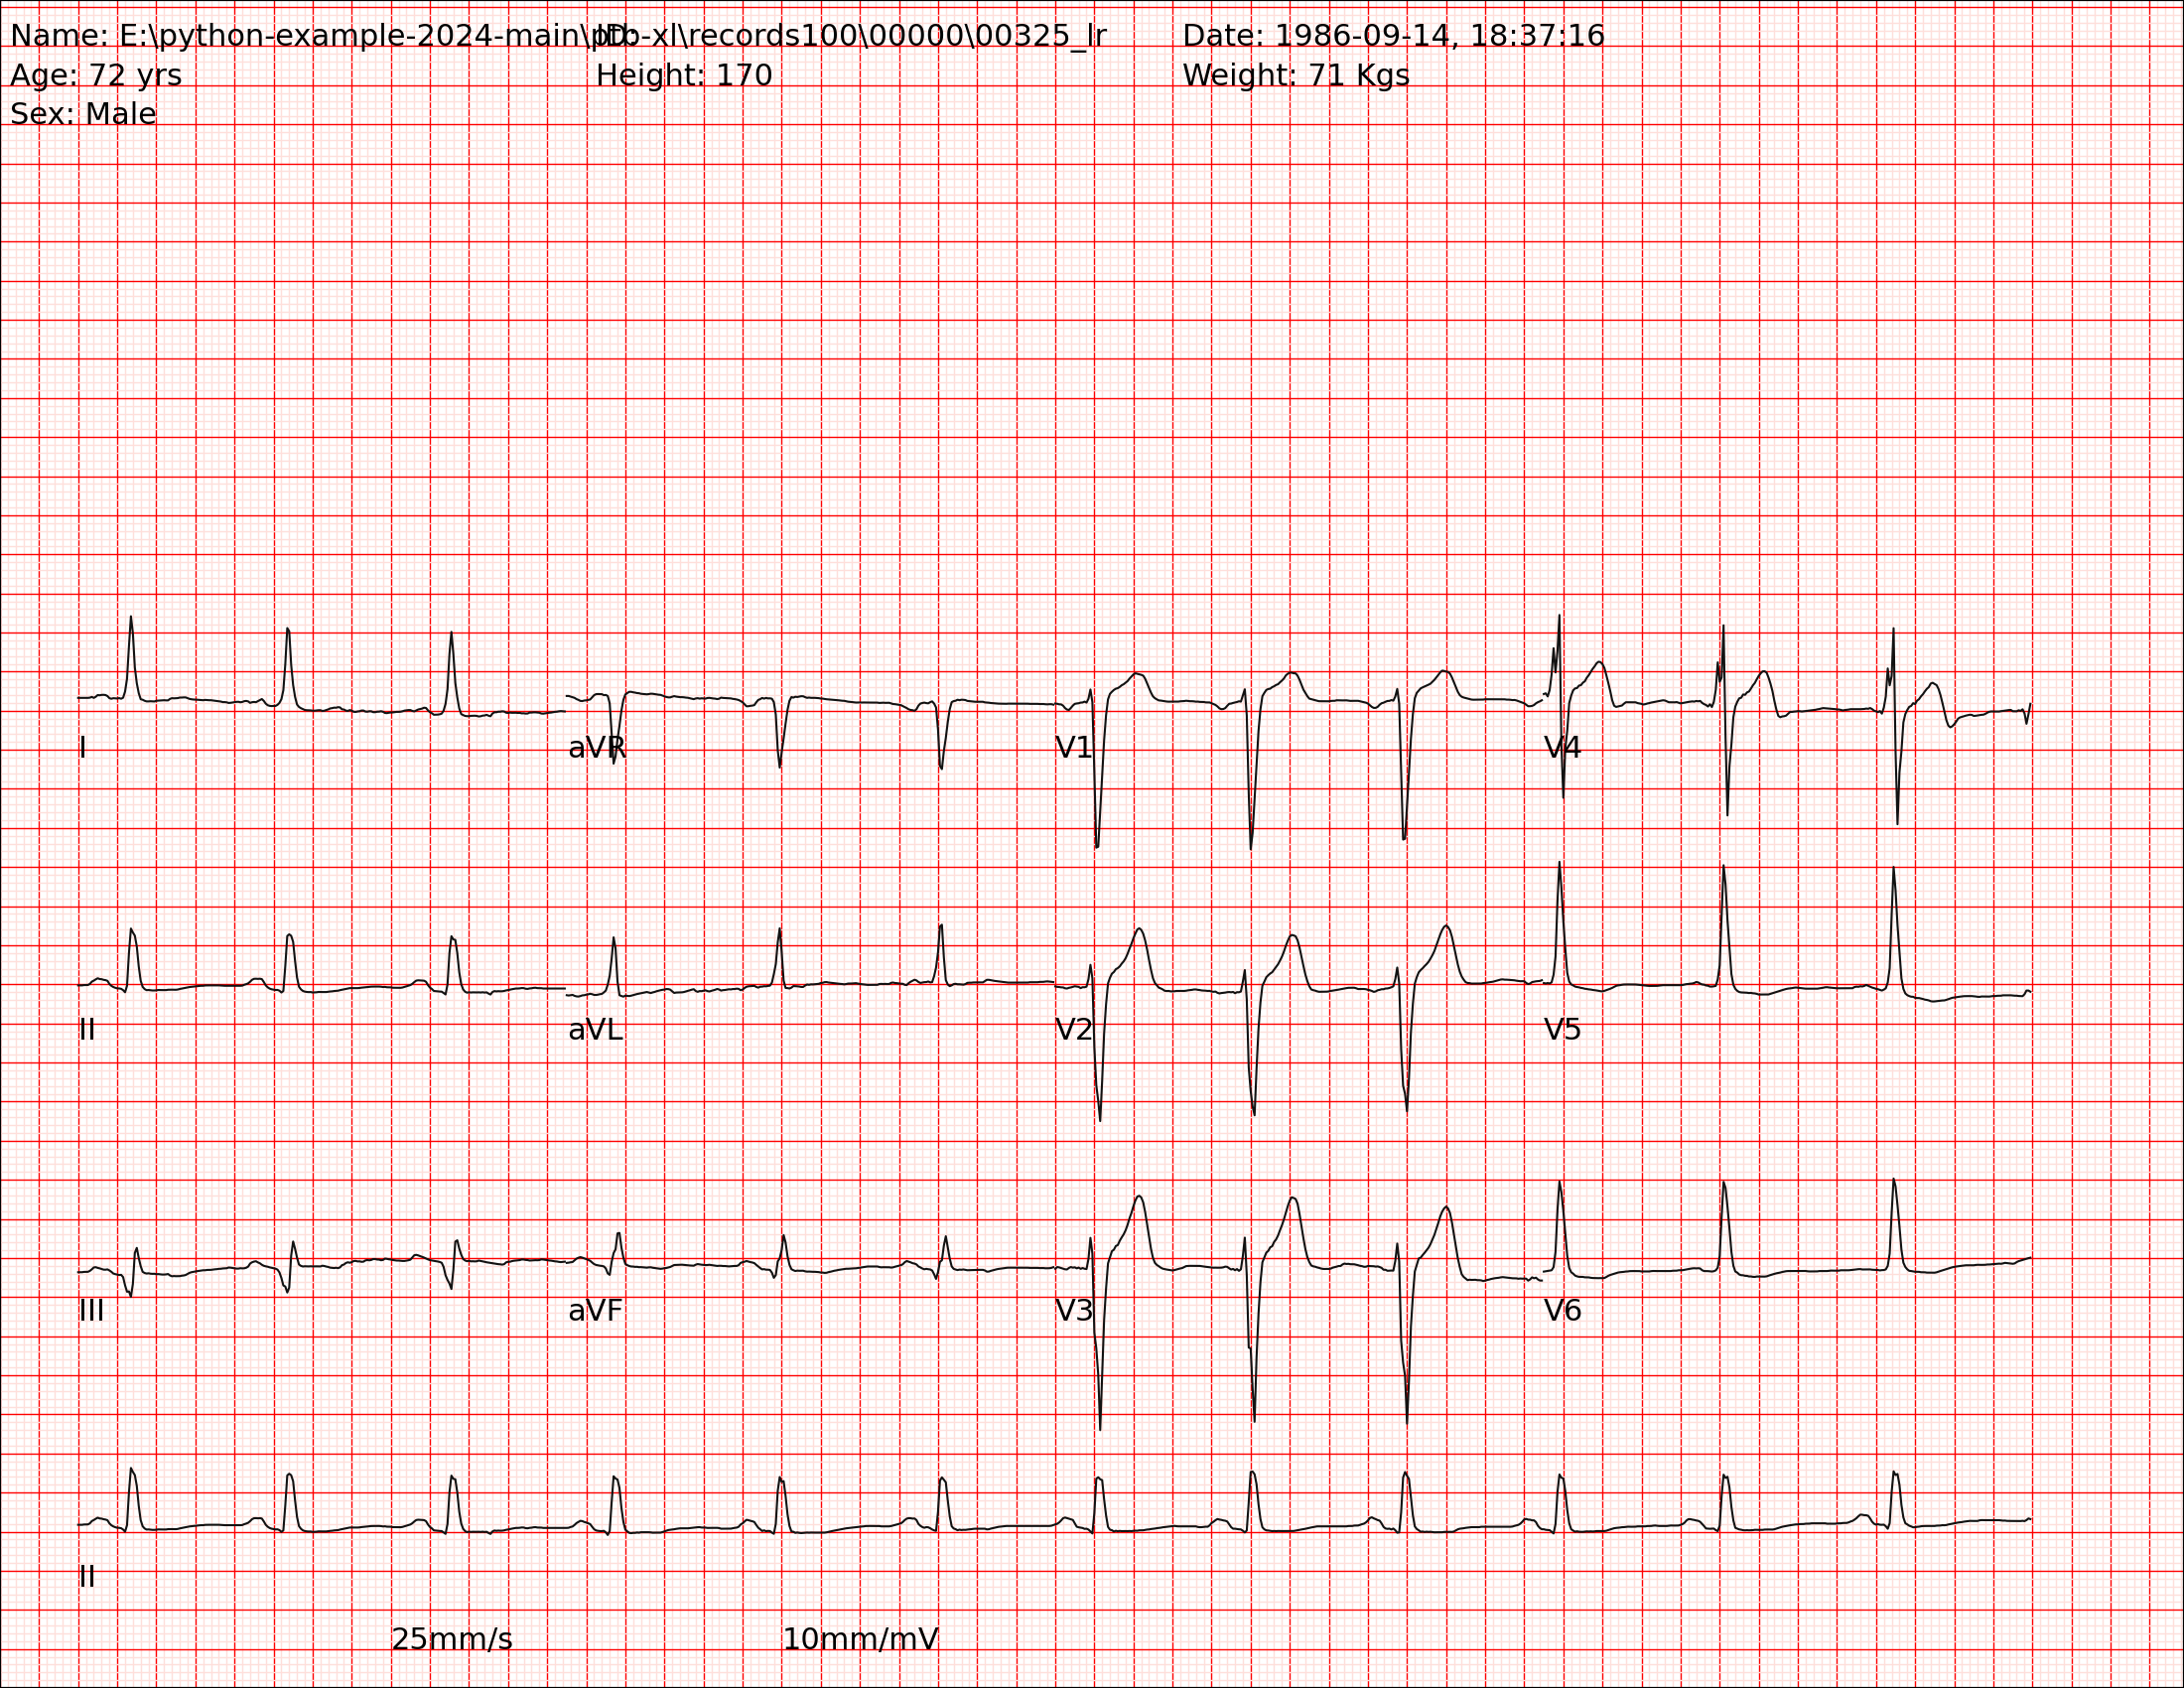 Name: E:\python-example-2024-main\ptb-xl\records100\00000\00325_lr ID: Date: 1986-09-14, 18:37:16
Age: 72 yrs Height: 170 Weight: 71 Kgs
Sex: Male
I aVR V1 V4
II aVL V2 V5
III aVF V3 V6
II
25mm/s 10mm/mV